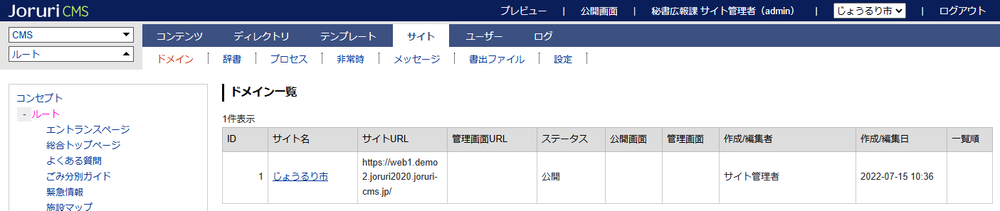 Joruri CMS
プレビュー | 公開画面 | 秘書広報課 サイト管理者（admin） | じょうるり市 | ログアウト
CMS
ルート
コンテンツ ディレクトリ テンプレート サイト ユーザー ログ
ドメイン 辞書 プロセス 非常時 メッセージ 書出ファイル 設定
コンセプト
- ルート
エントランスページ
総合トップページ
よくある質問
ごみ分別ガイド
緊急情報
施設マップ
ドメイン一覧
1件表示
ID サイト名 サイトURL 管理画面URL ステータス 公開画面 管理画面 作成/編集者 作成/編集日 一覧順
1 じょうるり市 https://web1.demo
2.joruri2020.joruri-
cms.jp/ 公開 サイト管理者 2022-07-15 10:36